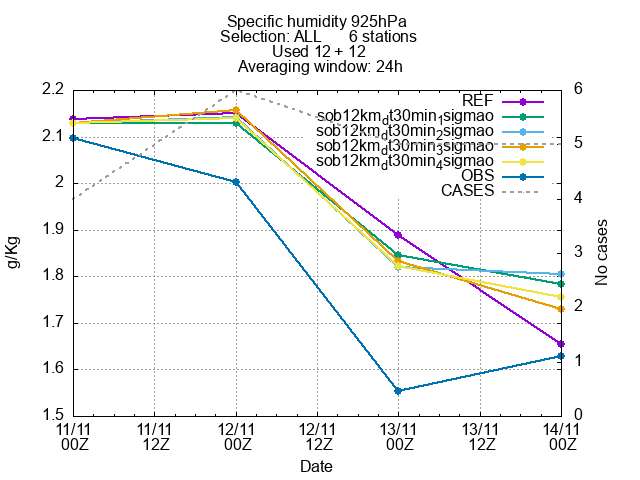 Specific humidity 925hPa
Selection: ALL 6 stations
Used 12 + 12
Averaging window: 24h
2.2
2.1
2
1.9
1.8
1.7
1.6
1.5
g/Kg
6
5
4
3
2
1
0
No cases
REF
sob12km_dt30min_1sigmao
sob12km_dt30min_2sigmao
sob12km_dt30min_3sigmao
sob12km_dt30min_4sigmao
OBS
CASES
11/11 11/11 12/11 12/11 13/11 13/11 14/11
00Z 12Z 00Z 12Z 00Z 12Z 00Z
Date